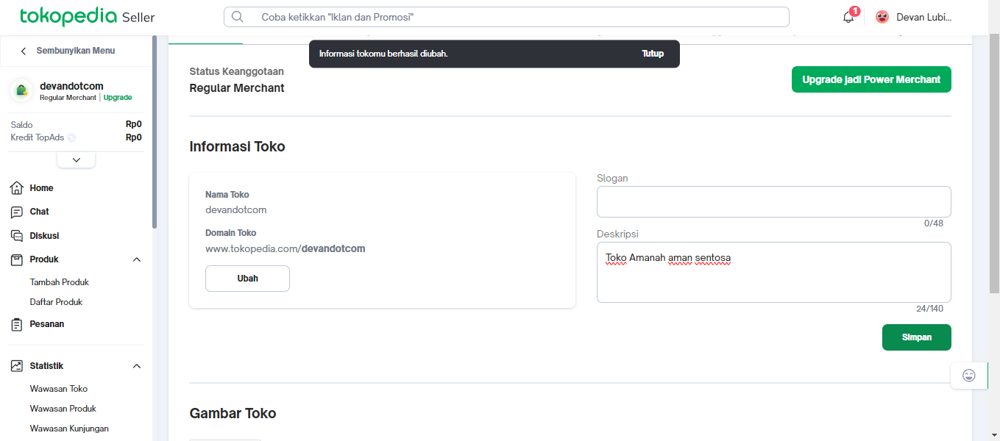 tokopedia Seller
Coba ketikkan "Iklan dan Promosi"
1
Devan Lubi...
Sembunyikan Menu
devandotcom
Regular Merchant | Upgrade
Saldo Rp0
Kredit TopAds Rp0
Home
Chat
Diskusi
Produk
Tambah Produk
Daftar Produk
Pesanan
Statistik
Wawasan Toko
Wawasan Produk
Wawasan Kunjungan
Informasi tokomu berhasil diubah. Tutup
Status Keanggotaan
Regular Merchant
Upgrade jadi Power Merchant
Informasi Toko
Nama Toko
devandotcom
Domain Toko
www.tokopedia.com/devandotcom
Ubah
Slogan
0/48
Deskripsi
Toko Amanah aman sentosa
24/140
Simpan
Gambar Toko